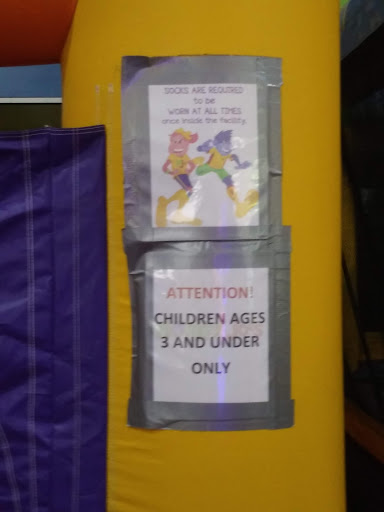 SOCKS ARE REQUIRED
to be
WORN AT ALL TIMES
once inside the facility
ATTENTION!
CHILDREN AGES
3 AND UNDER
ONLY